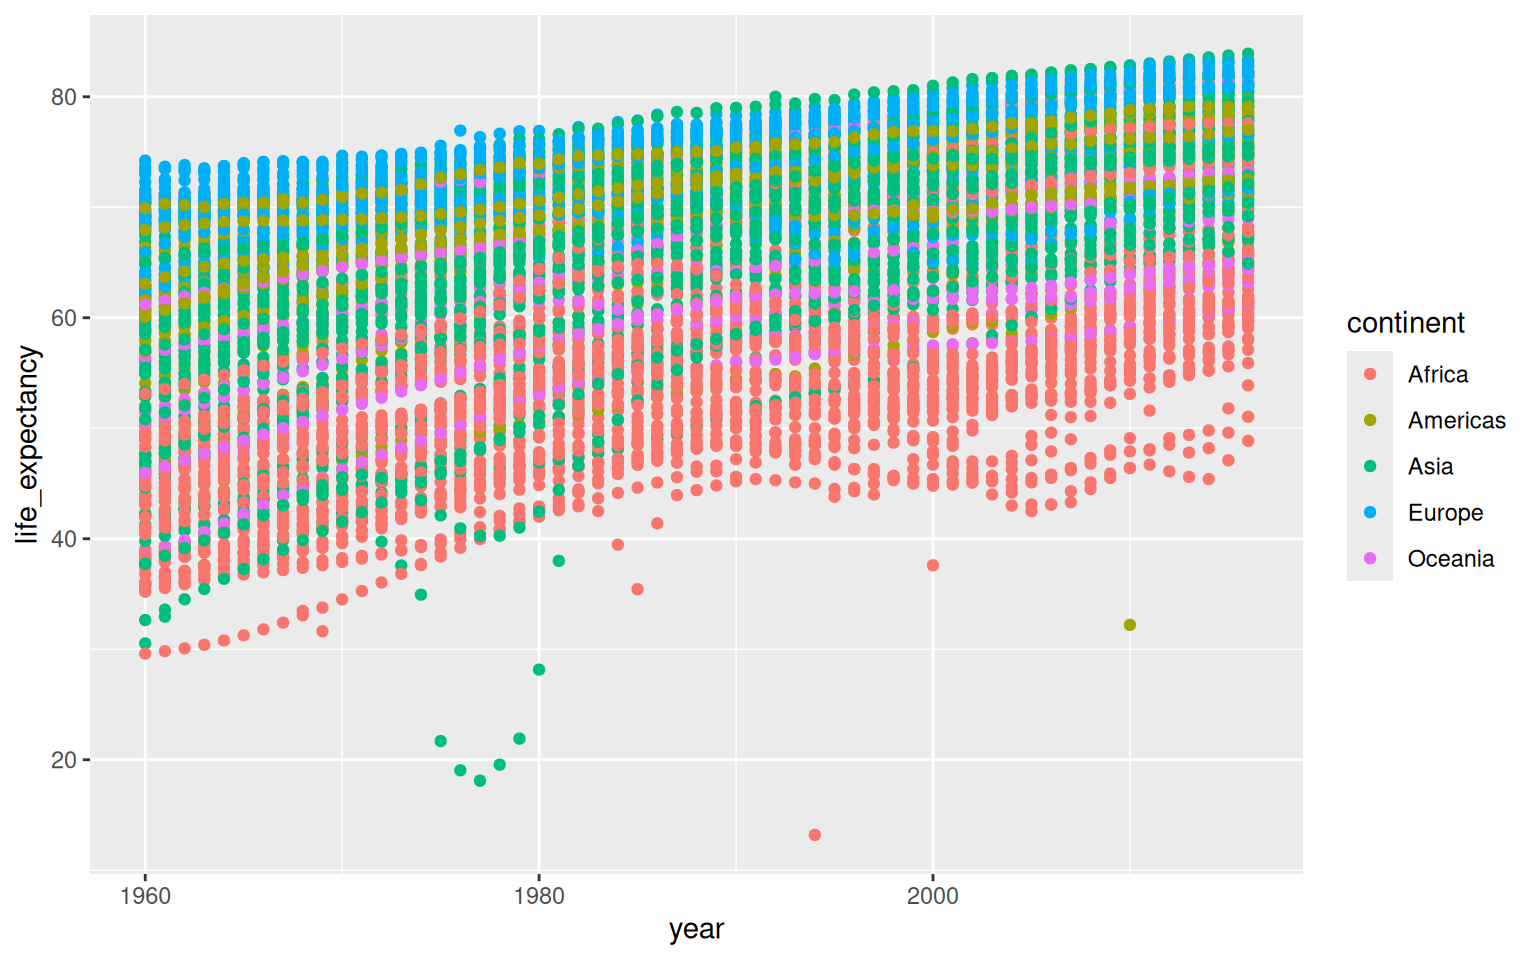 80
60
40
20
life_expectancy
1960
1980
2000
year
continent
Africa
Americas
Asia
Europe
Oceania